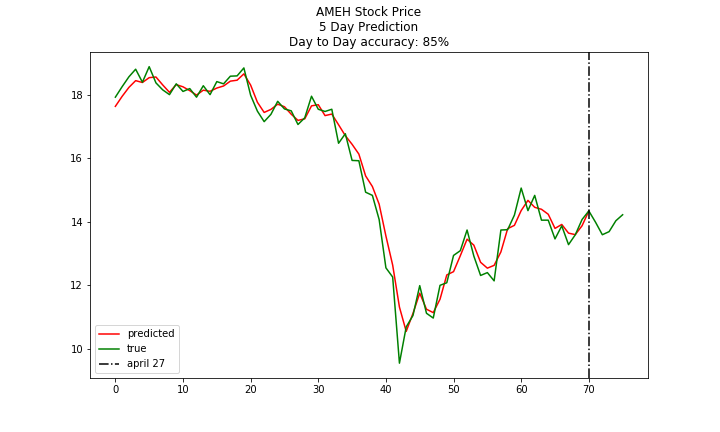 AMEH Stock Price
5 Day Prediction
Day to Day accuracy: 85%
18
16
14
12
10
predicted
true
april 27
0 10 20 30 40 50 60 70